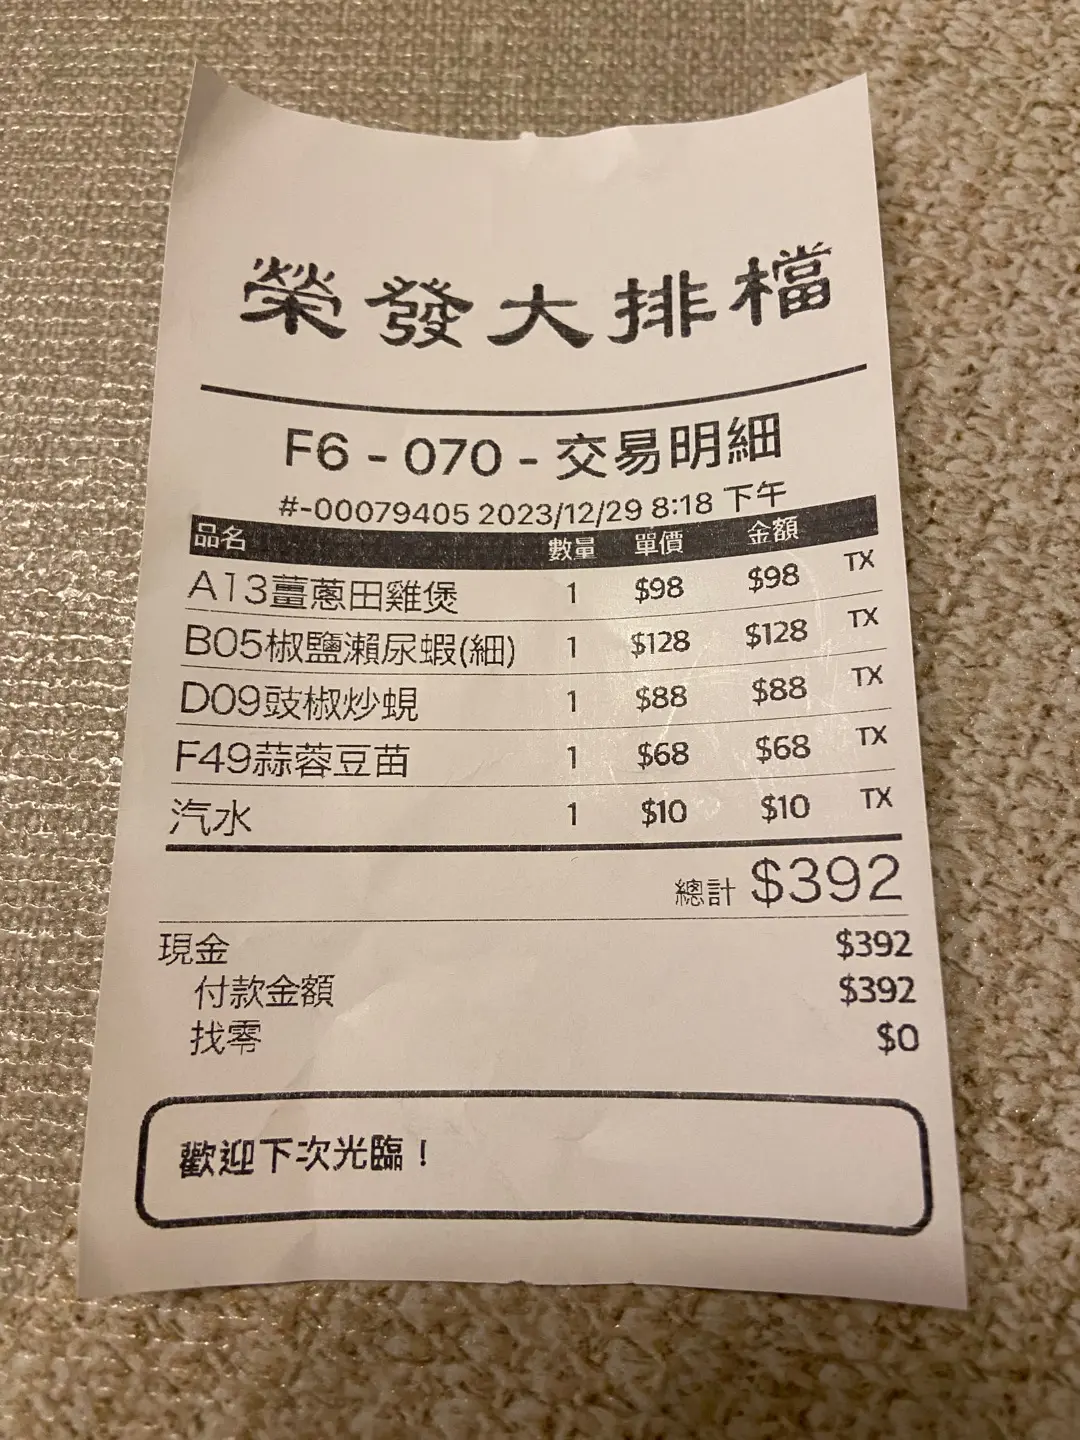 榮發大排檔
F6 - 070 - 交易明細
#-00079405 2023/12/29 8:18 下午
品名 數量 單價 金額
A13薑蔥田雞煲 1 $98 $98 TX
B05椒鹽瀨尿蝦(細) 1 $128 $128 TX
D09豉椒炒蜆 1 $88 $88 TX
F49蒜蓉豆苗 1 $68 $68 TX
汽水 1 $10 $10 TX
總計 $392
現金 $392
付款金額 $392
找零 $0
歡迎下次光臨！